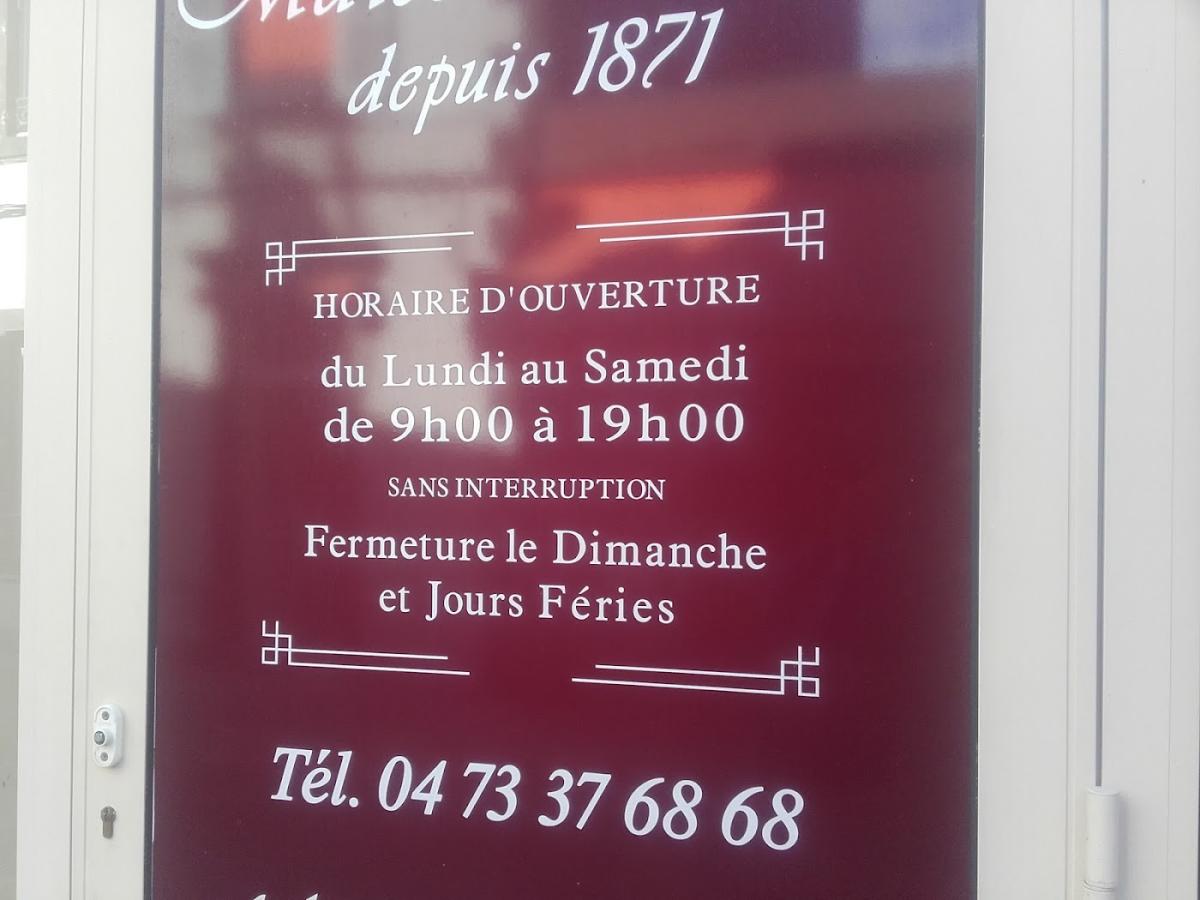 depuis 1871
HORAIRE D'OUVERTURE
du Lundi au Samedi
de 9h00 à 19h00
SANS INTERRUPTION
Fermeture le Dimanche
et Jours Féries
Tél. 04 73 37 68 68